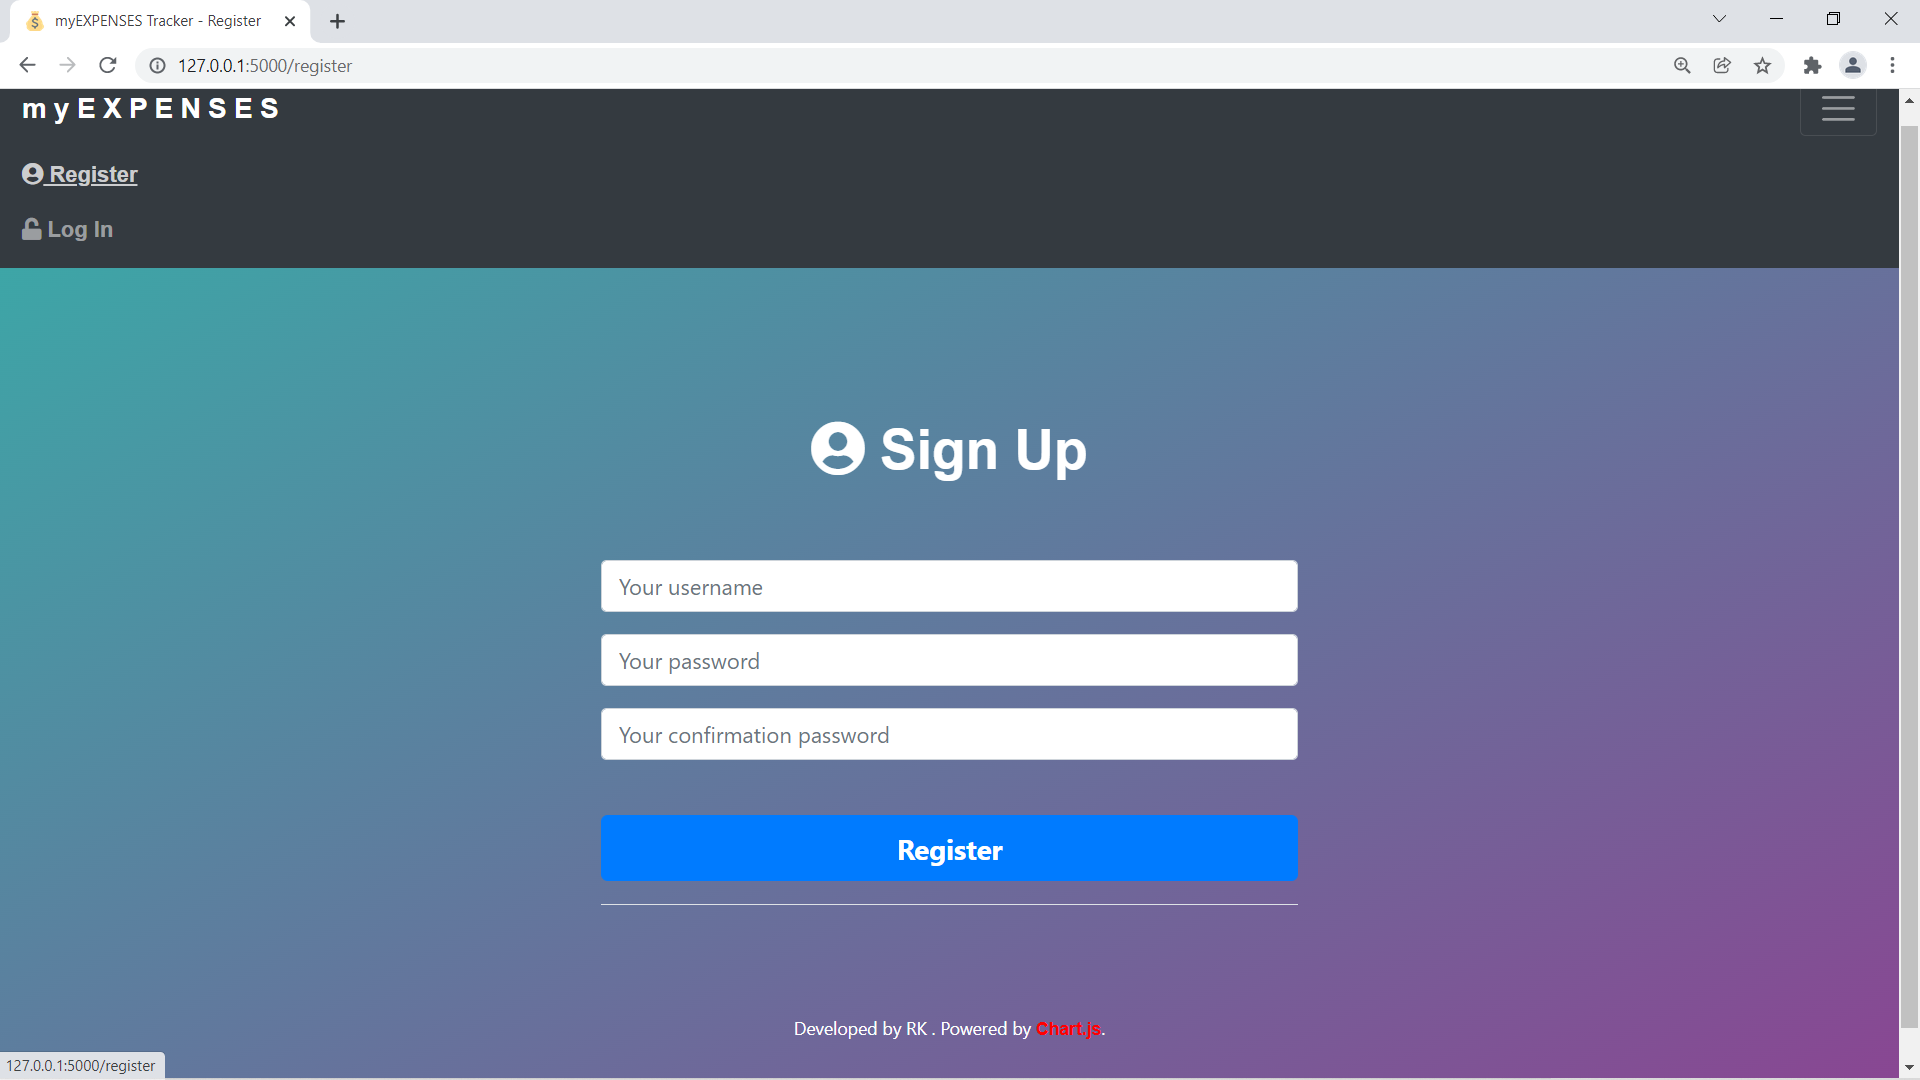 myEXPENSES Tracker - Register
127.0.0.1:5000/register
myEXPENSES
Register
Log In
Sign Up
Your username
Your password
Your confirmation password
Register
Developed by RK . Powered by Chart.js.
127.0.0.1:5000/register